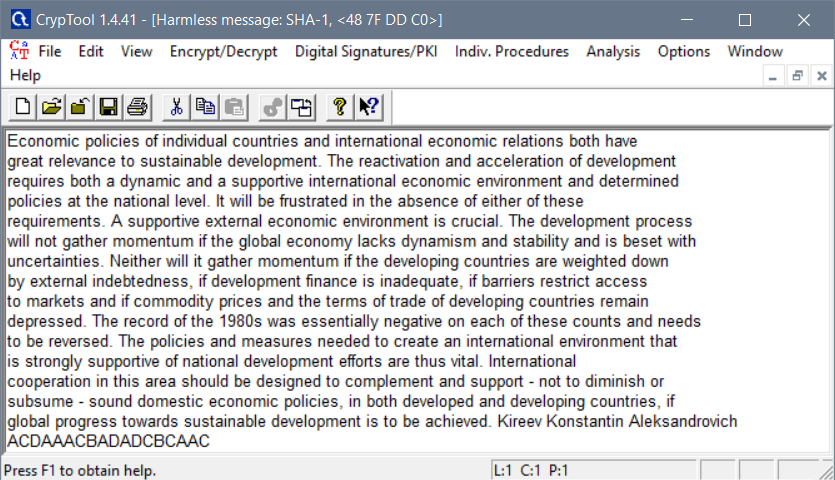 CrypTool 1.4.41 - [Harmless message: SHA-1, <48 7F DD C0>]
File Edit View Encrypt/Decrypt Digital Signatures/PKI Indiv. Procedures Analysis Options Window
Help
Economic policies of individual countries and international economic relations both have
great relevance to sustainable development. The reactivation and acceleration of development
requires both a dynamic and a supportive international economic environment and determined
policies at the national level. It will be frustrated in the absence of either of these
requirements. A supportive external economic environment is crucial. The development process
will not gather momentum if the global economy lacks dynamism and stability and is beset with
uncertainties. Neither will it gather momentum if the developing countries are weighted down
by external indebtedness, if development finance is inadequate, if barriers restrict access
to markets and if commodity prices and the terms of trade of developing countries remain
depressed. The record of the 1980s was essentially negative on each of these counts and needs
to be reversed. The policies and measures needed to create an international environment that
is strongly supportive of national development efforts are thus vital. International
cooperation in this area should be designed to complement and support - not to diminish or
subsume - sound domestic economic policies, in both developed and developing countries, if
global progress towards sustainable development is to be achieved. Kireev Konstantin Aleksandrovich
ACDAAACBADADCBCAAC
Press F1 to obtain help. L:1 C:1 P:1